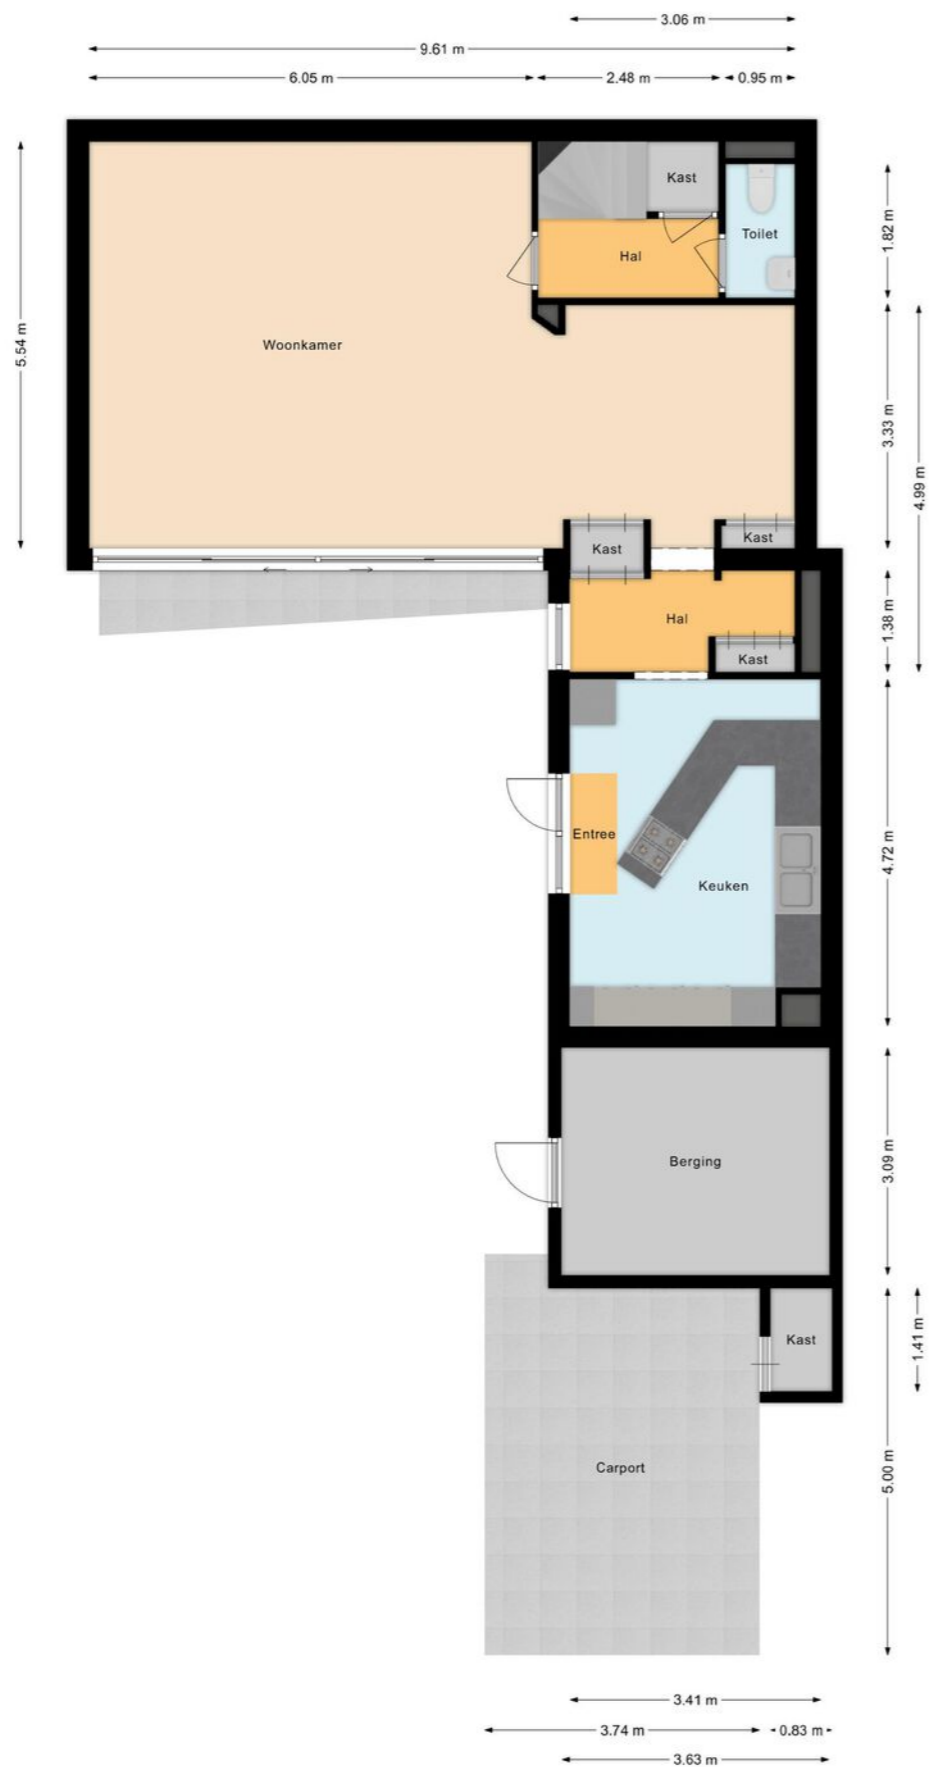 3.06 m
9.61 m
6.05 m
2.48 m
0.95 m
Kast
Toilet
1.82 m
Hal
Woonkamer
5.54 m
3.33 m
4.99 m
Kast
Kast
Hal
1.38 m
Kast
Entree
4.72 m
Keuken
Berging
3.09 m
Kast
1.41 m
Carport
5.00 m
3.41 m
3.74 m
0.83 m
3.63 m